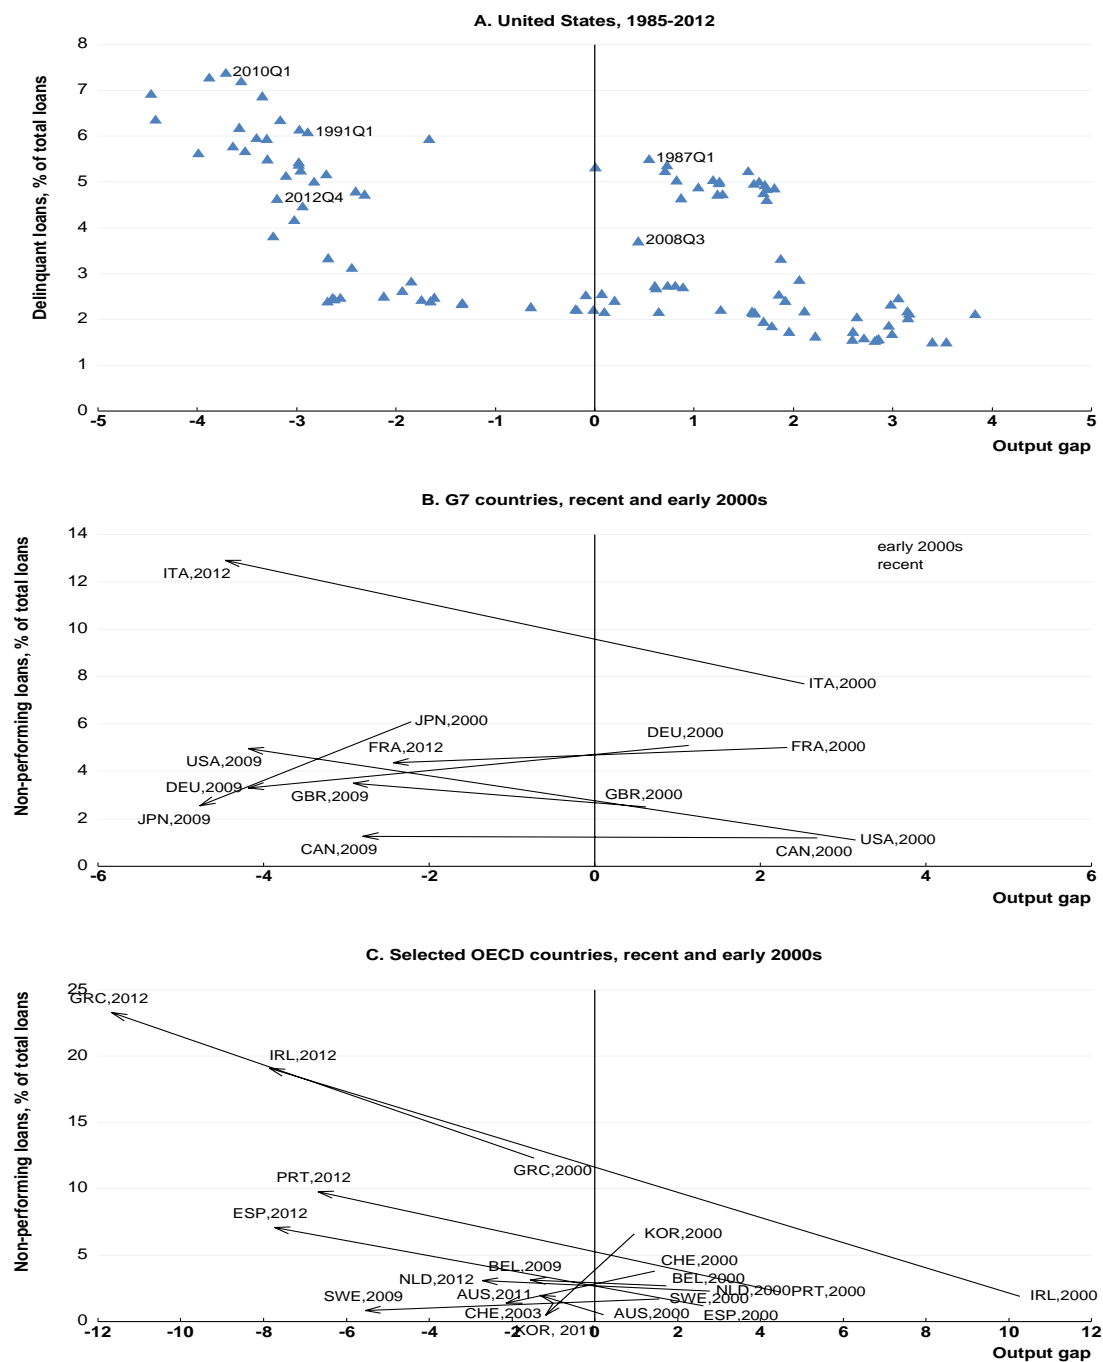 A. United States, 1985-2012
Delinquant loans, % of total loans
8
7
6
5
4
3
2
1
0
2010Q1
1991Q1
1987Q1
2012Q4
2008Q3
-5 -4 -3 -2 -1 0 1 2 3 4 5
Output gap
B. G7 countries, recent and early 2000s
Non-performing loans, % of total loans
14
12
10
8
6
4
2
0
early 2000s
recent
ITA,2012
ITA,2000
JPN,2000
DEU,2000
FRA,2012
FRA,2000
USA,2009
DEU,2009
GBR,2009
GBR,2000
JPN,2009
USA,2000
CAN,2009
CAN,2000
-6 -4 -2 0 2 4 6
Output gap
C. Selected OECD countries, recent and early 2000s
Non-performing loans, % of total loans
25
20
15
10
5
0
GRC,2012
IRL,2012
GRC,2000
PRT,2012
ESP,2012
KOR,2000
CHE,2000
BEL,2009
NLD,2012
BEL,2000
NLD,2000
PRT,2000
IRL,2000
SWE,2009
AUS,2011
SWE,2000
CHE,2003
AUS,2000
ESP,2000
KOR, 2011
-12 -10 -8 -6 -4 -2 0 2 4 6 8 10 12
Output gap